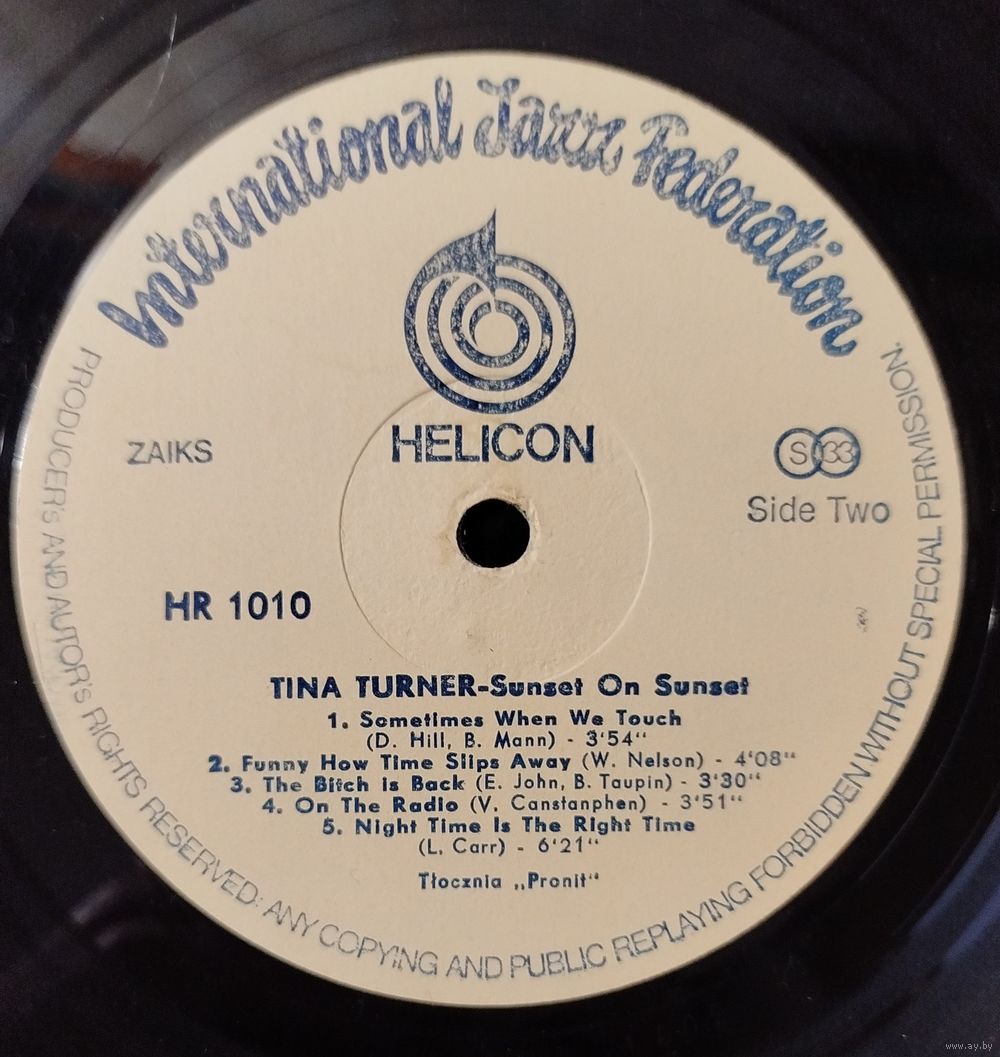 International Jazz Federation
HELICON
ZAIKS
S 33
Side Two
HR 1010
TINA TURNER-Sunset On Sunset
1. Sometimes When We Touch
(D. Hill, B. Mann) - 3'54"
2. Funny How Time Slips Away (W. Nelson) - 4'08"
3. The Bitch is Back (E. John, B. Taupin) - 3'30"
4. On The Radio (V. Canstanphen) - 3'51"
5. Night Time Is The Right Time
(L. Carr) - 6'21"
Tłocznia „Pronit"
PRODUCER's AND AUTOR's RIGHTS RESERVED: ANY COPYING AND PUBLIC REPLAYING FORBIDDEN WITHOUT SPECIAL PERMISSION.
www.ay.by